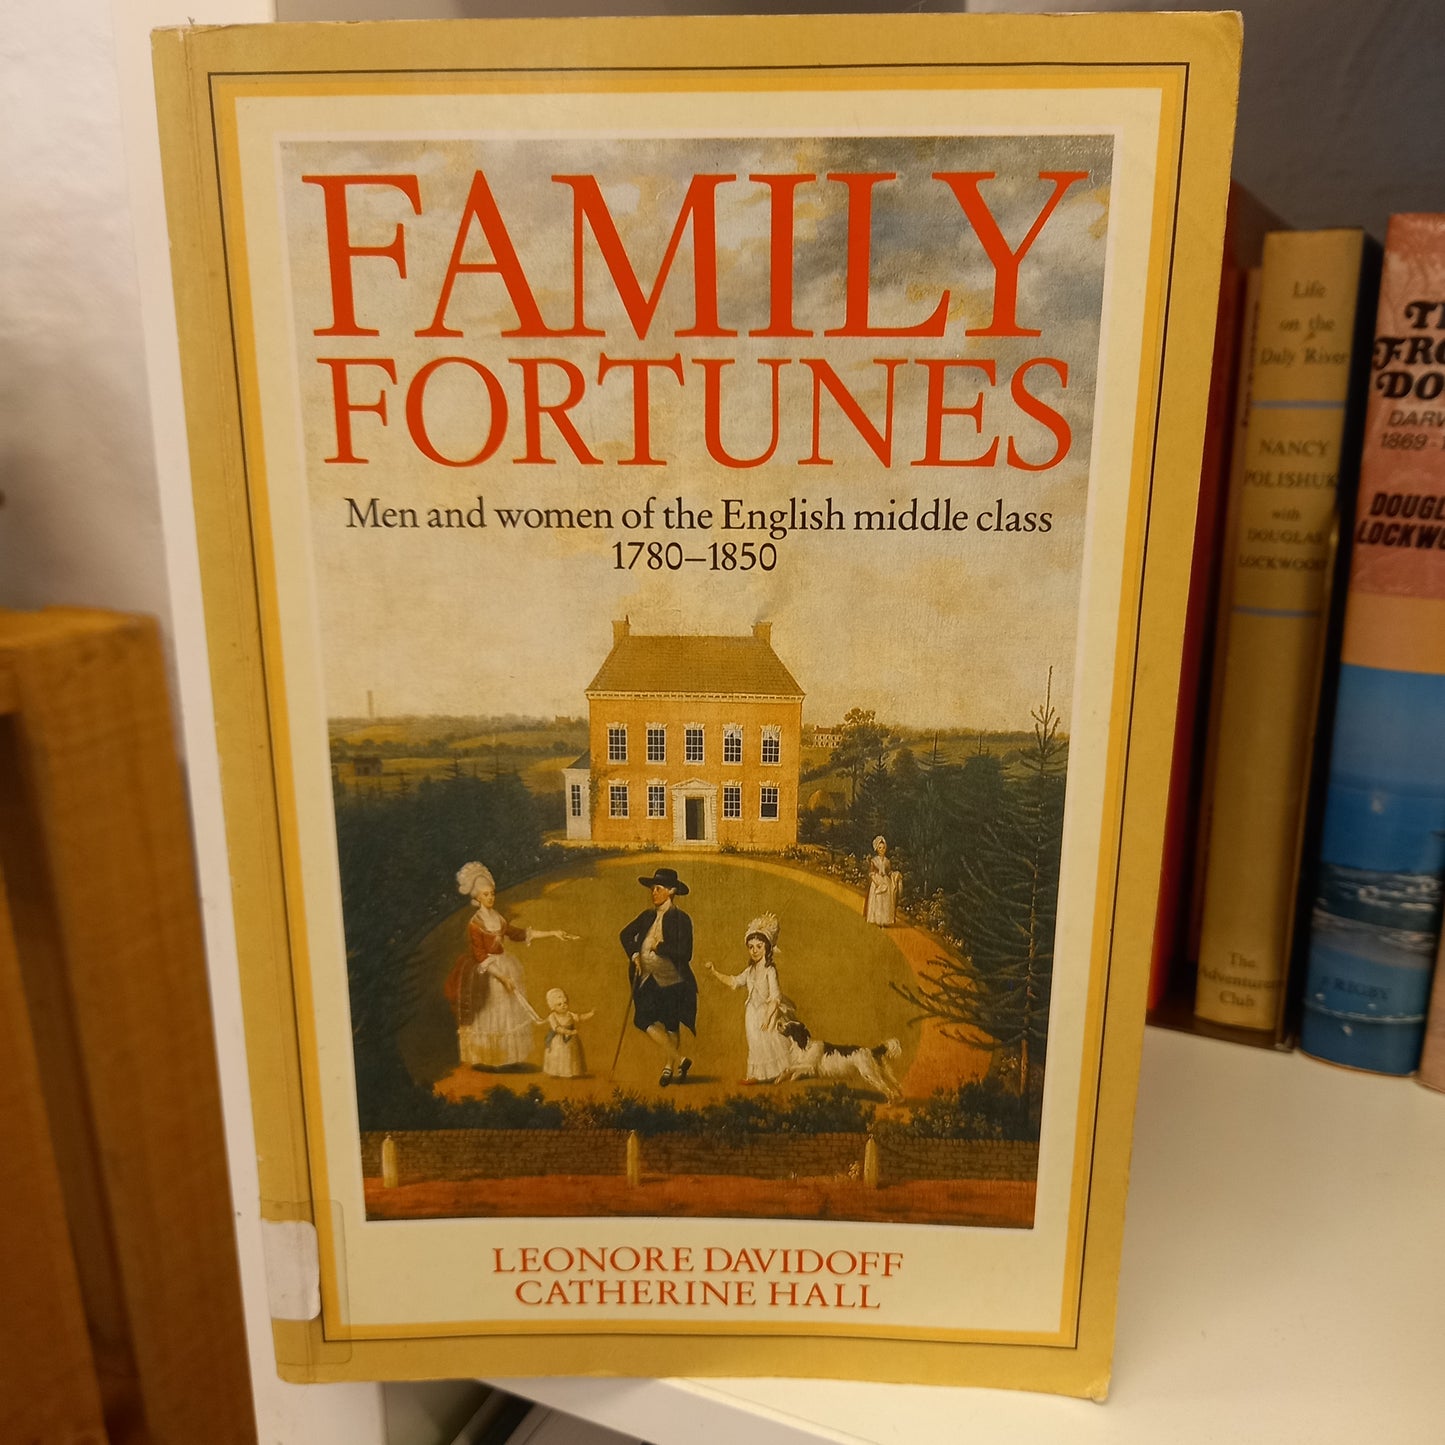 FAMILY
FORTUNES
Men and women of the English middle class
1780–1850
LEONORE DAVIDOFF
CATHERINE HALL
Life
on the
Daly River
NANCY
POLISHUK
with
DOUGLAS
LOCKWOOD
The
Adventurers
Club
DARW
1869
DOUGL
LOCKWO
RIGBY